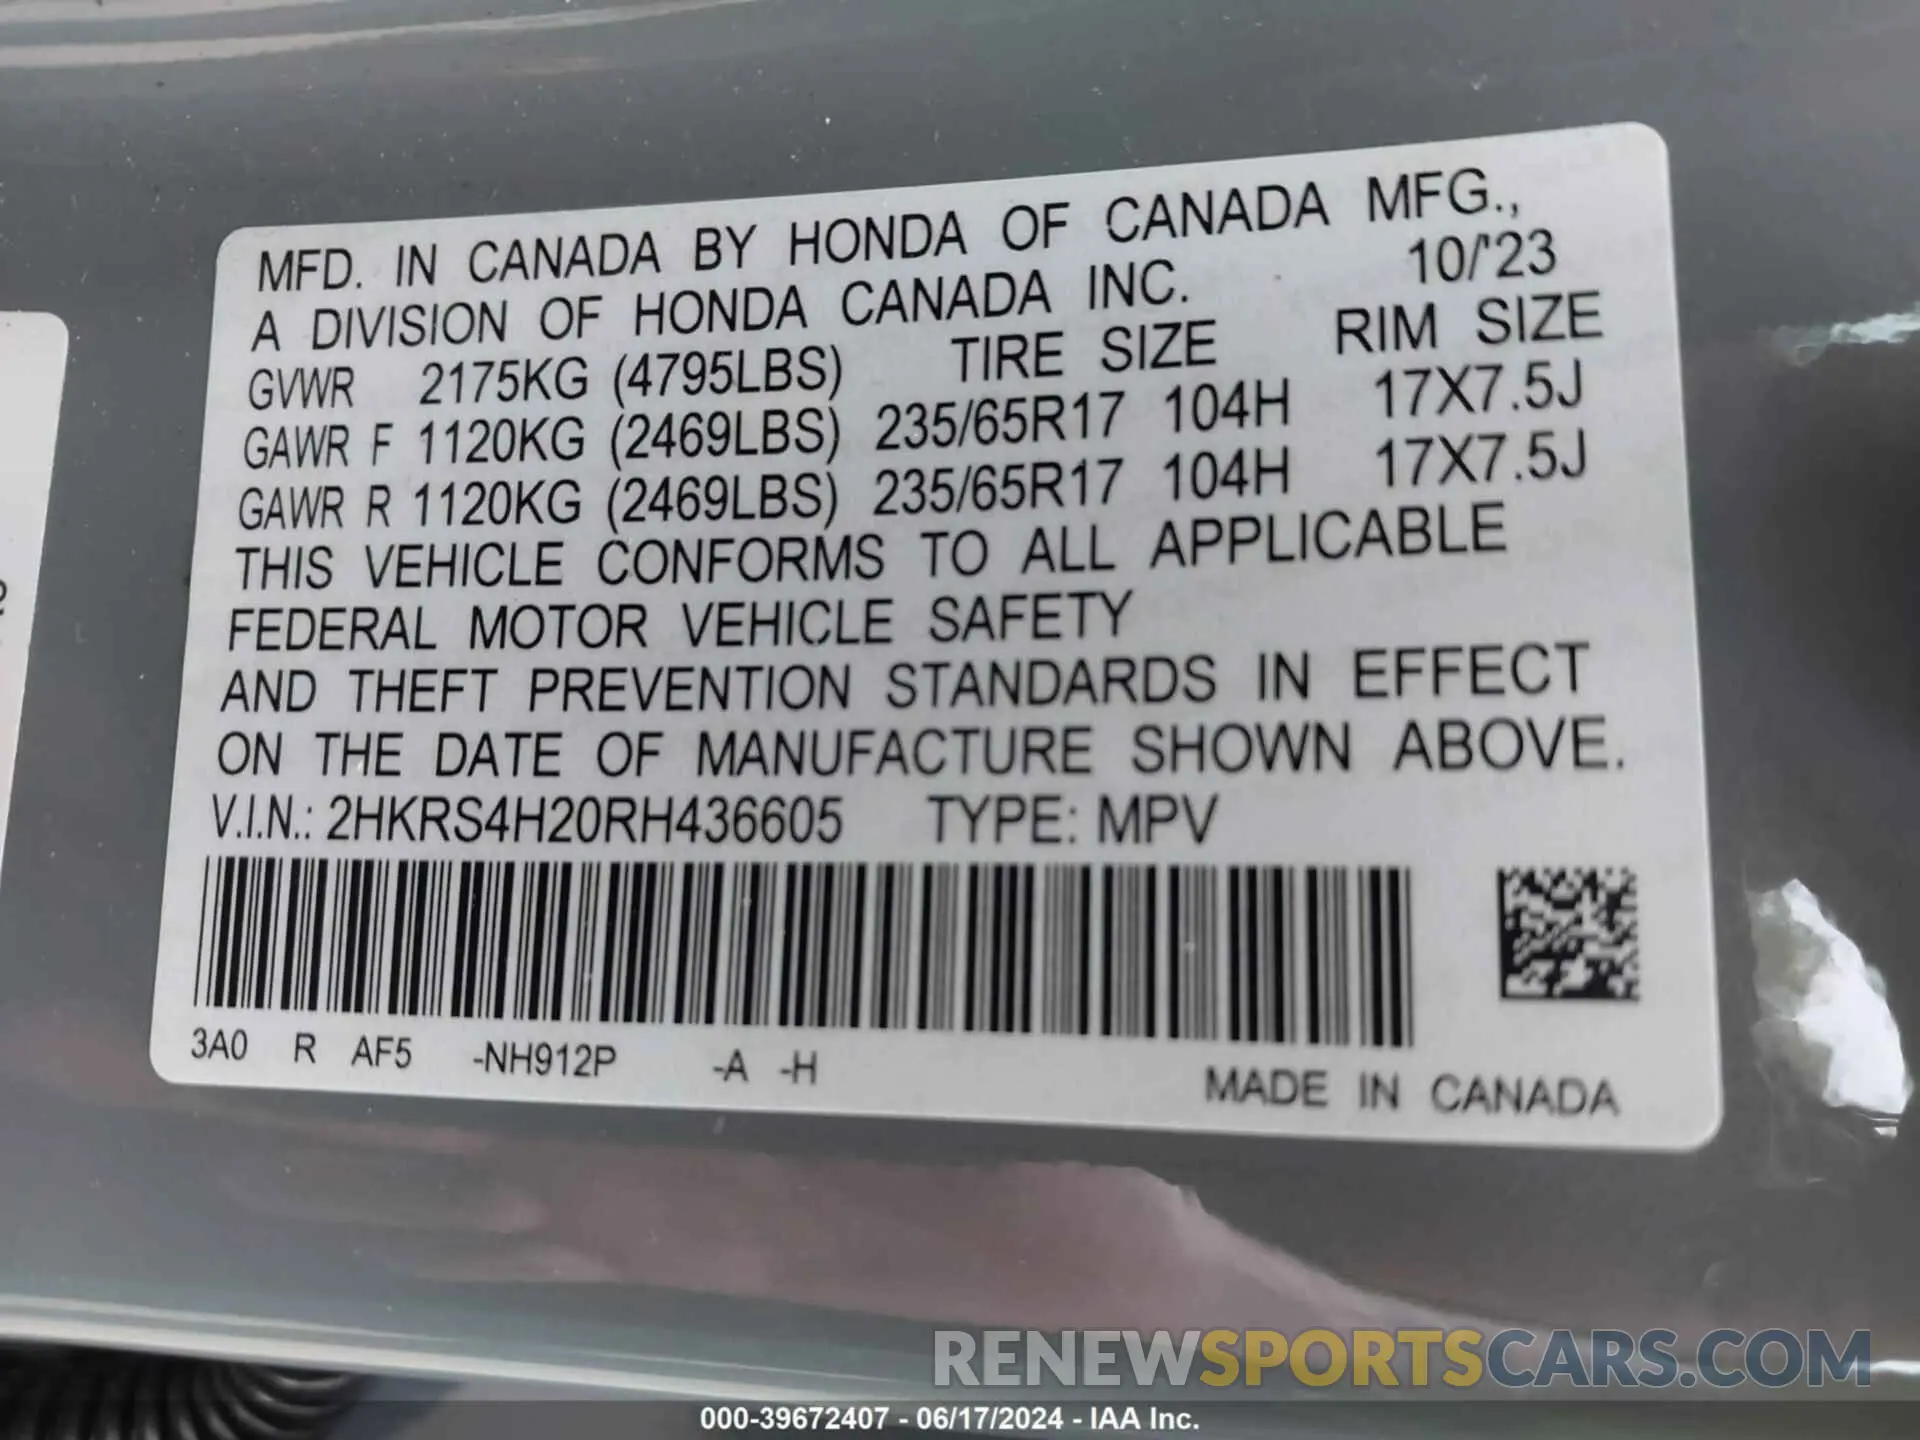 MFD. IN CANADA BY HONDA OF CANADA MFG.,
A DIVISION OF HONDA CANADA INC. 10/'23
GVWR 2175KG (4795LBS) TIRE SIZE RIM SIZE
GAWR F 1120KG (2469LBS) 235/65R17 104H 17X7.5J
GAWR R 1120KG (2469LBS) 235/65R17 104H 17X7.5J
THIS VEHICLE CONFORMS TO ALL APPLICABLE
FEDERAL MOTOR VEHICLE SAFETY
AND THEFT PREVENTION STANDARDS IN EFFECT
ON THE DATE OF MANUFACTURE SHOWN ABOVE.
V.I.N.: 2HKRS4H20RH436605 TYPE: MPV
3A0 R AF5 -NH912P -A -H
MADE IN CANADA
RENEWSPORTSCARS.COM
000-39672407 - 06/17/2024 - IAA Inc.